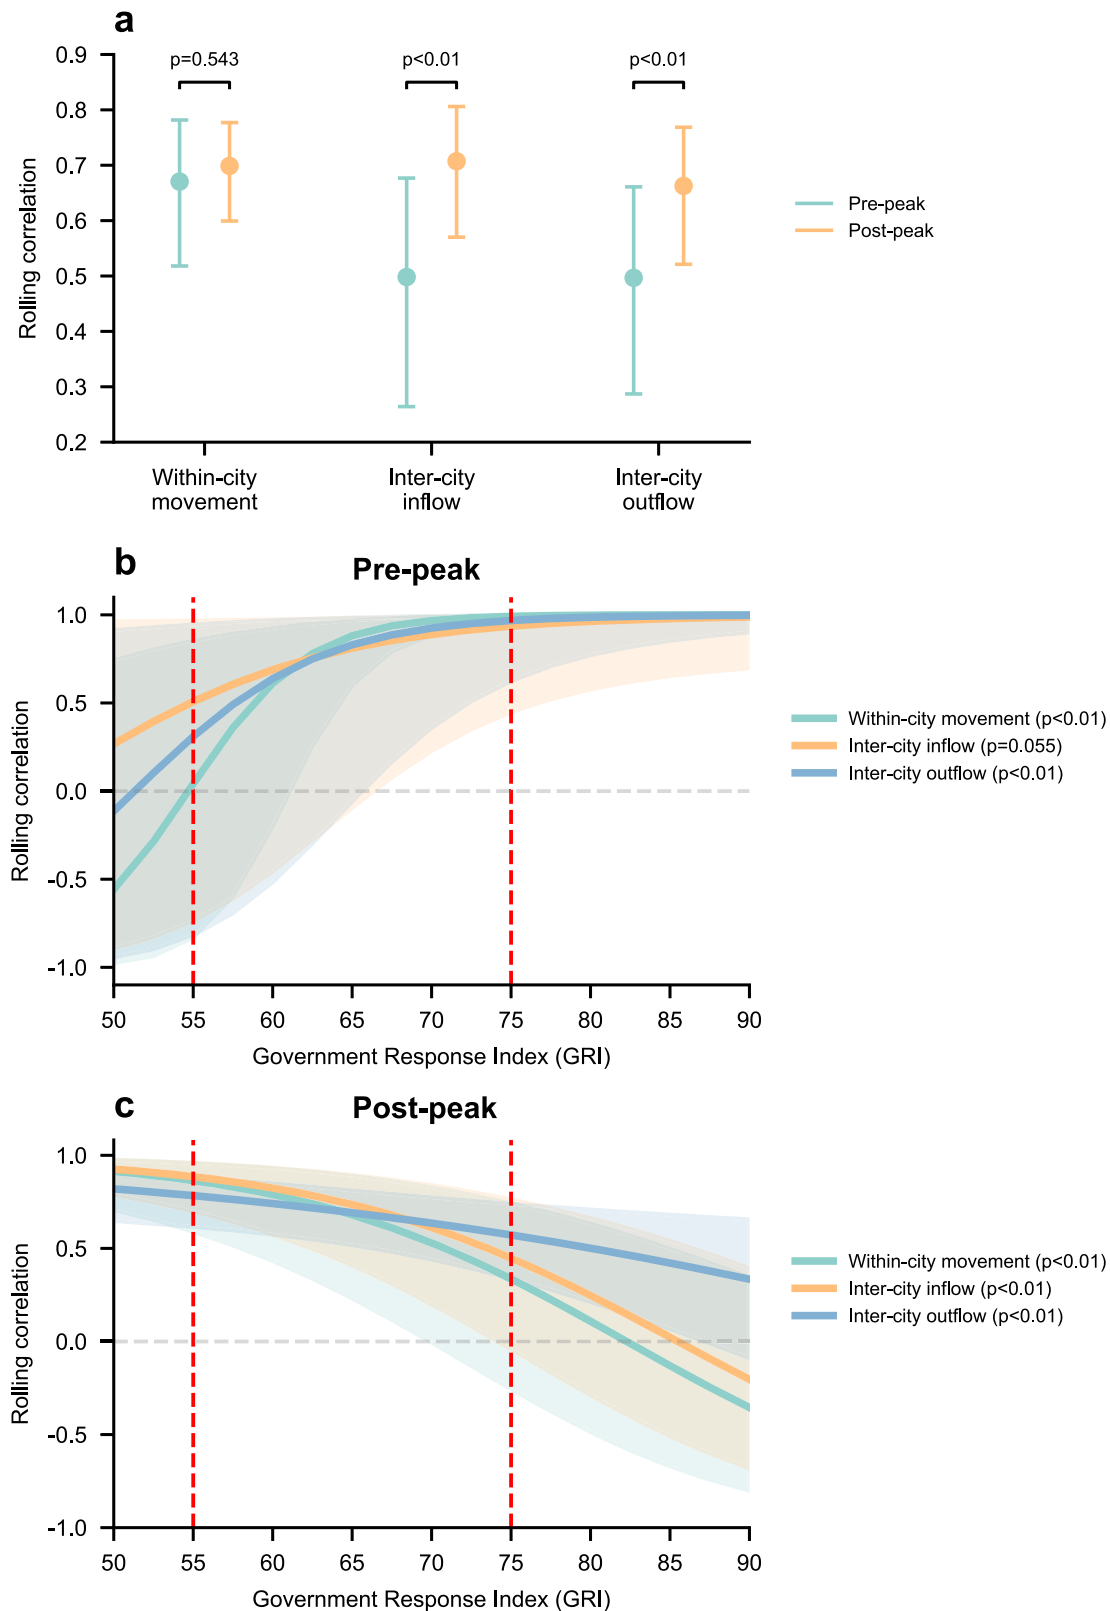 a
p=0.543
p<0.01
p<0.01
0.9
0.8
0.7
0.6
0.5
0.4
0.3
0.2
Rolling correlation
Within-city
movement
Inter-city
inflow
Inter-city
outflow
Pre-peak
Post-peak
b
Pre-peak
1.0
0.5
0.0
-0.5
-1.0
Rolling correlation
50 55 60 65 70 75 80 85 90
Government Response Index (GRI)
Within-city movement (p<0.01)
Inter-city inflow (p=0.055)
Inter-city outflow (p<0.01)
c
Post-peak
1.0
0.5
0.0
-0.5
-1.0
Rolling correlation
50 55 60 65 70 75 80 85 90
Government Response Index (GRI)
Within-city movement (p<0.01)
Inter-city inflow (p<0.01)
Inter-city outflow (p<0.01)